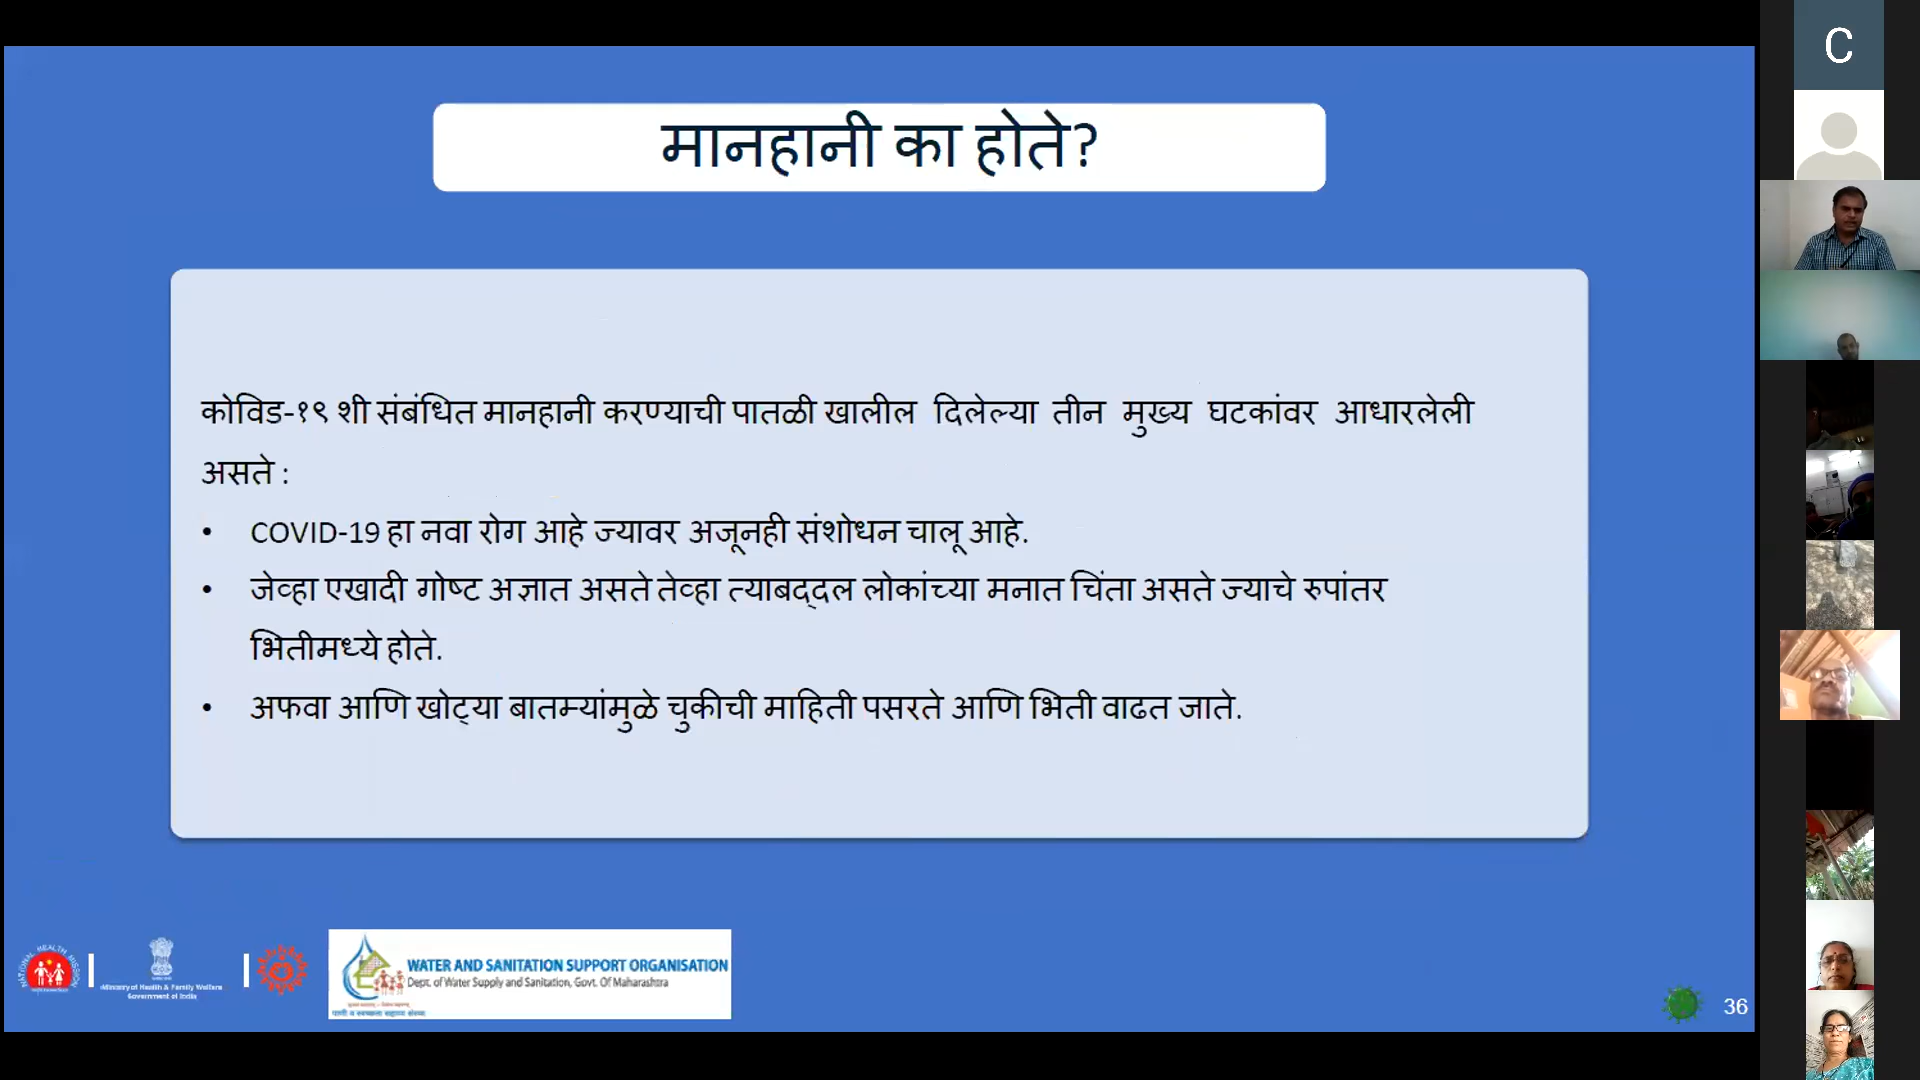 मानहानी का होते?
कोविड-१९ शी संबंधित मानहानी करण्याची पातळी खालील दिलेल्या तीन मुख्य घटकांवर आधारलेली
असते :
• COVID-19 हा नवा रोग आहे ज्यावर अजूनही संशोधन चालू आहे.
• जेव्हा एखादी गोष्ट अज्ञात असते तेव्हा त्याबद्दल लोकांच्या मनात चिंता असते ज्याचे रुपांतर
भितीमध्ये होते.
• अफवा आणि खोट्या बातम्यांमुळे चुकीची माहिती पसरते आणि भिती वाढत जाते.
NATIONAL HEALTH MISSION
Ministry of Health & Family Welfare
Government of India
WATER AND SANITATION SUPPORT ORGANISATION
Dept. of Water Supply and Sanitation, Govt. Of Maharashtra
पाणी व स्वच्छता सहाय्य संस्था
36
C